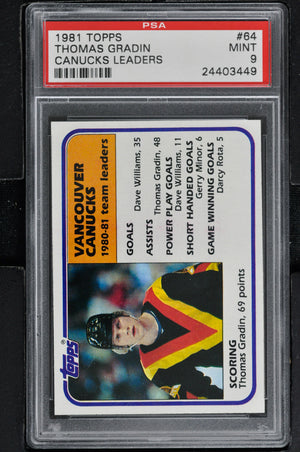 PSA
1981 TOPPS #64
THOMAS GRADIN MINT
CANUCKS LEADERS 9
24403449
VANCOUVER
CANUCKS
1980-81 team leaders
GOALS
Dave Williams, 35
ASSISTS
Thomas Gradin, 48
POWER PLAY GOALS
Dave Williams, 11
SHORT HANDED GOALS
Gerry Minor, 6
GAME WINNING GOALS
Darcy Rota, 5
TOPPS®
SCORING
Thomas Gradin, 69 points